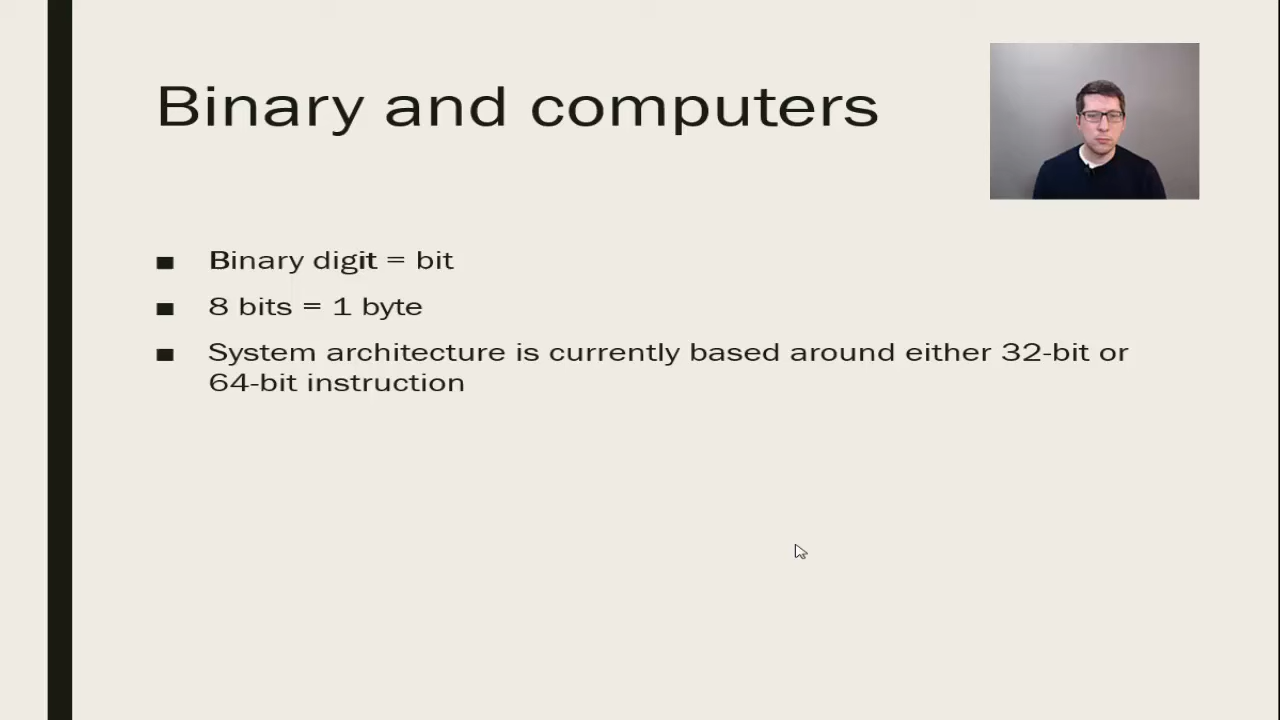 Binary and computers
■ Binary digit = bit
■ 8 bits = 1 byte
■ System architecture is currently based around either 32-bit or
64-bit instruction